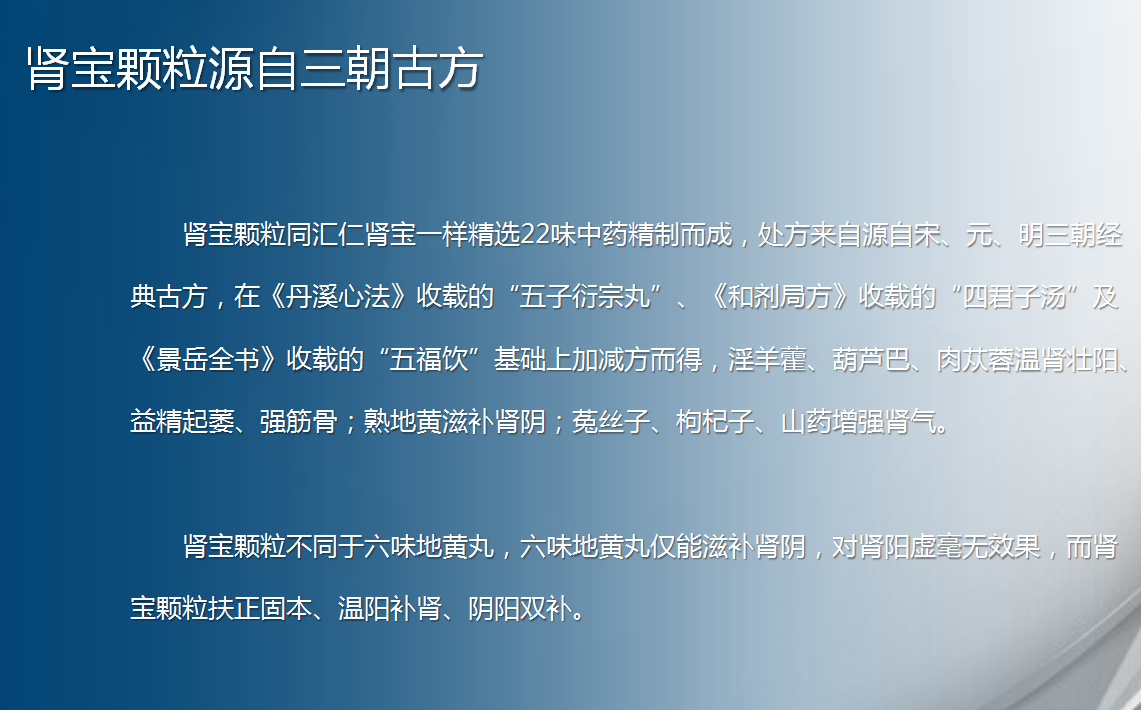 肾宝颗粒源自三朝古方
肾宝颗粒同汇仁肾宝一样精选22味中药精制而成，处方来自源自宋、元、明三朝经
典古方，在《丹溪心法》收载的“五子衍宗丸”、《和剂局方》收载的“四君子汤”及
《景岳全书》收载的“五福饮”基础上加减方而得，淫羊藿、葫芦巴、肉苁蓉温肾壮阳、
益精起萎、强筋骨；熟地黄滋补肾阴；菟丝子、枸杞子、山药增强肾气。
肾宝颗粒不同于六味地黄丸，六味地黄丸仅能滋补肾阴，对肾阳虚毫无效果，而肾
宝颗粒扶正固本、温阳补肾、阴阳双补。